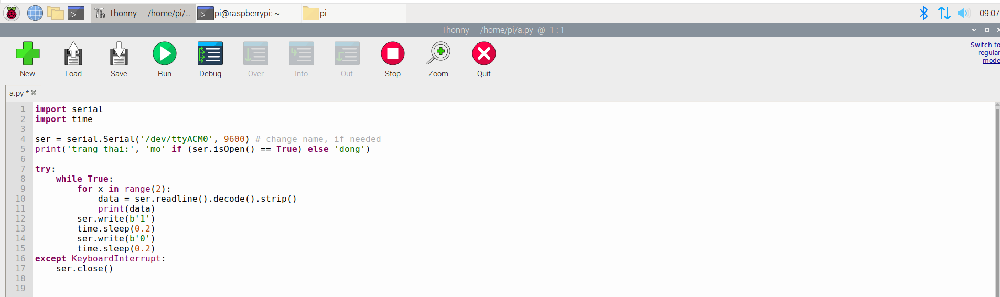 Thonny - /home/pi/... pi@raspberrypi: ~ pi 09:07
Thonny - /home/pi/a.py @ 1 : 1
New Load Save Run Debug Over Into Out Stop Zoom Quit
Switch to
regular
mode
a.py *
1 import serial
2 import time
3
4 ser = serial.Serial('/dev/ttyACM0', 9600) # change name, if needed
5 print('trang thai:', 'mo' if (ser.isOpen() == True) else 'dong')
6
7 try:
8     while True:
9         for x in range(2):
10             data = ser.readline().decode().strip()
11             print(data)
12         ser.write(b'1')
13         time.sleep(0.2)
14         ser.write(b'0')
15         time.sleep(0.2)
16 except KeyboardInterrupt:
17     ser.close()
18
19